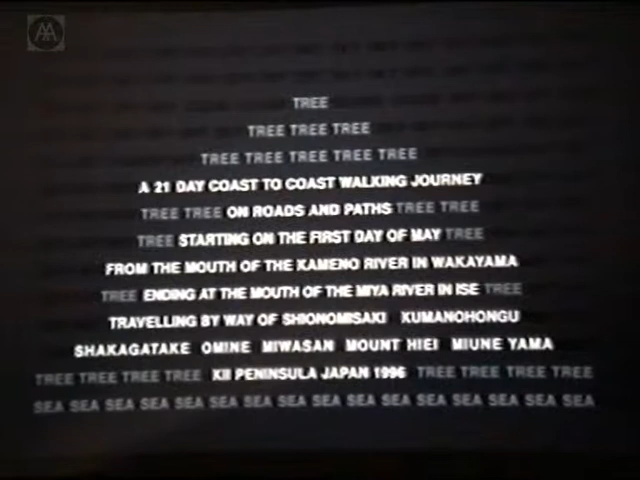 AA
TREE
TREE TREE TREE
TREE TREE TREE TREE TREE
A 21 DAY COAST TO COAST WALKING JOURNEY
TREE TREE ON ROADS AND PATHS TREE TREE
TREE STARTING ON THE FIRST DAY OF MAY TREE
FROM THE MOUTH OF THE KAMENO RIVER IN WAKAYAMA
TREE ENDING AT THE MOUTH OF THE MIYA RIVER IN ISE TREE
TRAVELLING BY WAY OF SHIONOMISAKI KUMANOHONGU
SHAKAGATAKE OMINE MIWASAN MOUNT HIEI MIUNE YAMA
TREE TREE TREE TREE TREE KII PENINSULA JAPAN 1996 TREE TREE TREE TREE TREE
SEA SEA SEA SEA SEA SEA SEA SEA SEA SEA SEA SEA SEA SEA SEA SEA